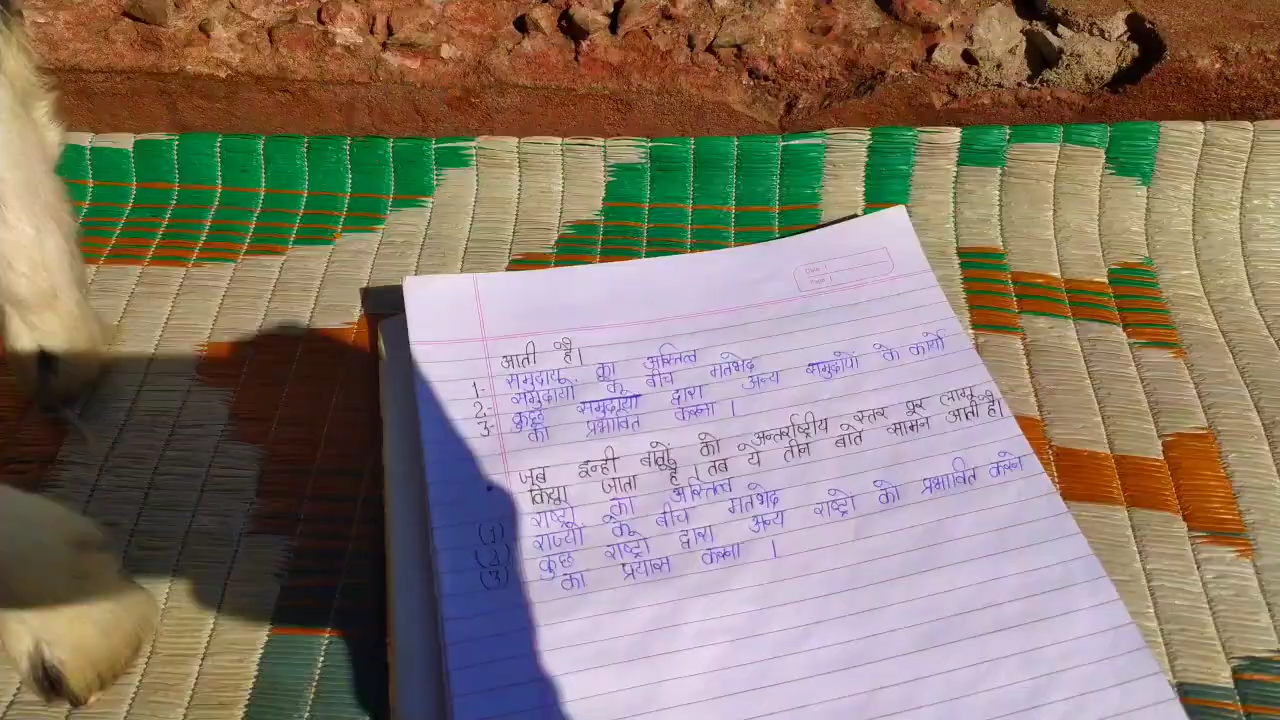 आती है।
1- समुदाय का अस्तित्व
2- समुदायों के बीच मतभेद
3- कुछ समुदायों द्वारा अन्य समुदायों के कार्यों
को प्रभावित करना ।
जब इन्ही बातों को अन्तर्राष्ट्रीय स्तर पर लागू
किया जाता है । तब ये तीन बाते सामने आती है।
(1) राष्ट्रो का अस्तित्व
(2) राज्यों के बीच मतभेद
(3) कुछ राष्ट्रो द्वारा अन्य राष्ट्रो को प्रभावित करने
का प्रयास करना ।